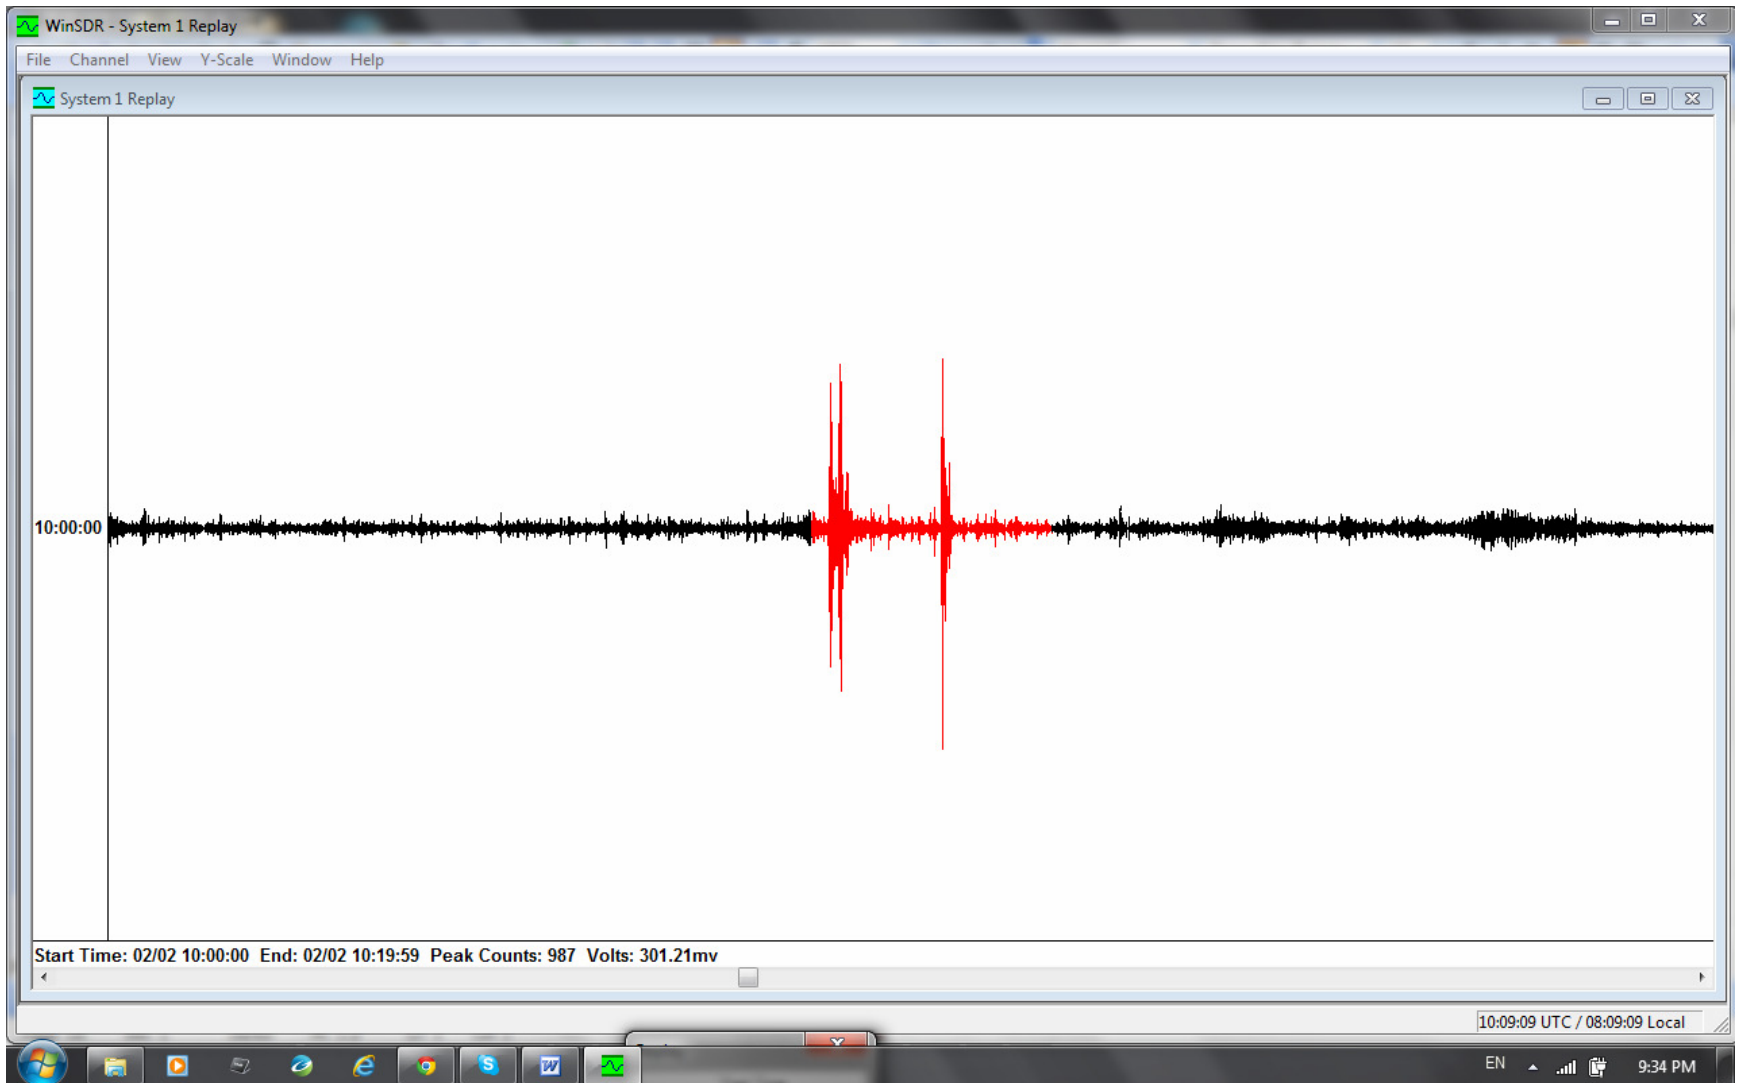 WinSDR - System 1 Replay
File Channel View Y-Scale Window Help
System 1 Replay
10:00:00
Start Time: 02/02 10:00:00 End: 02/02 10:19:59 Peak Counts: 987 Volts: 301.21mv
10:09:09 UTC / 08:09:09 Local
EN 9:34 PM